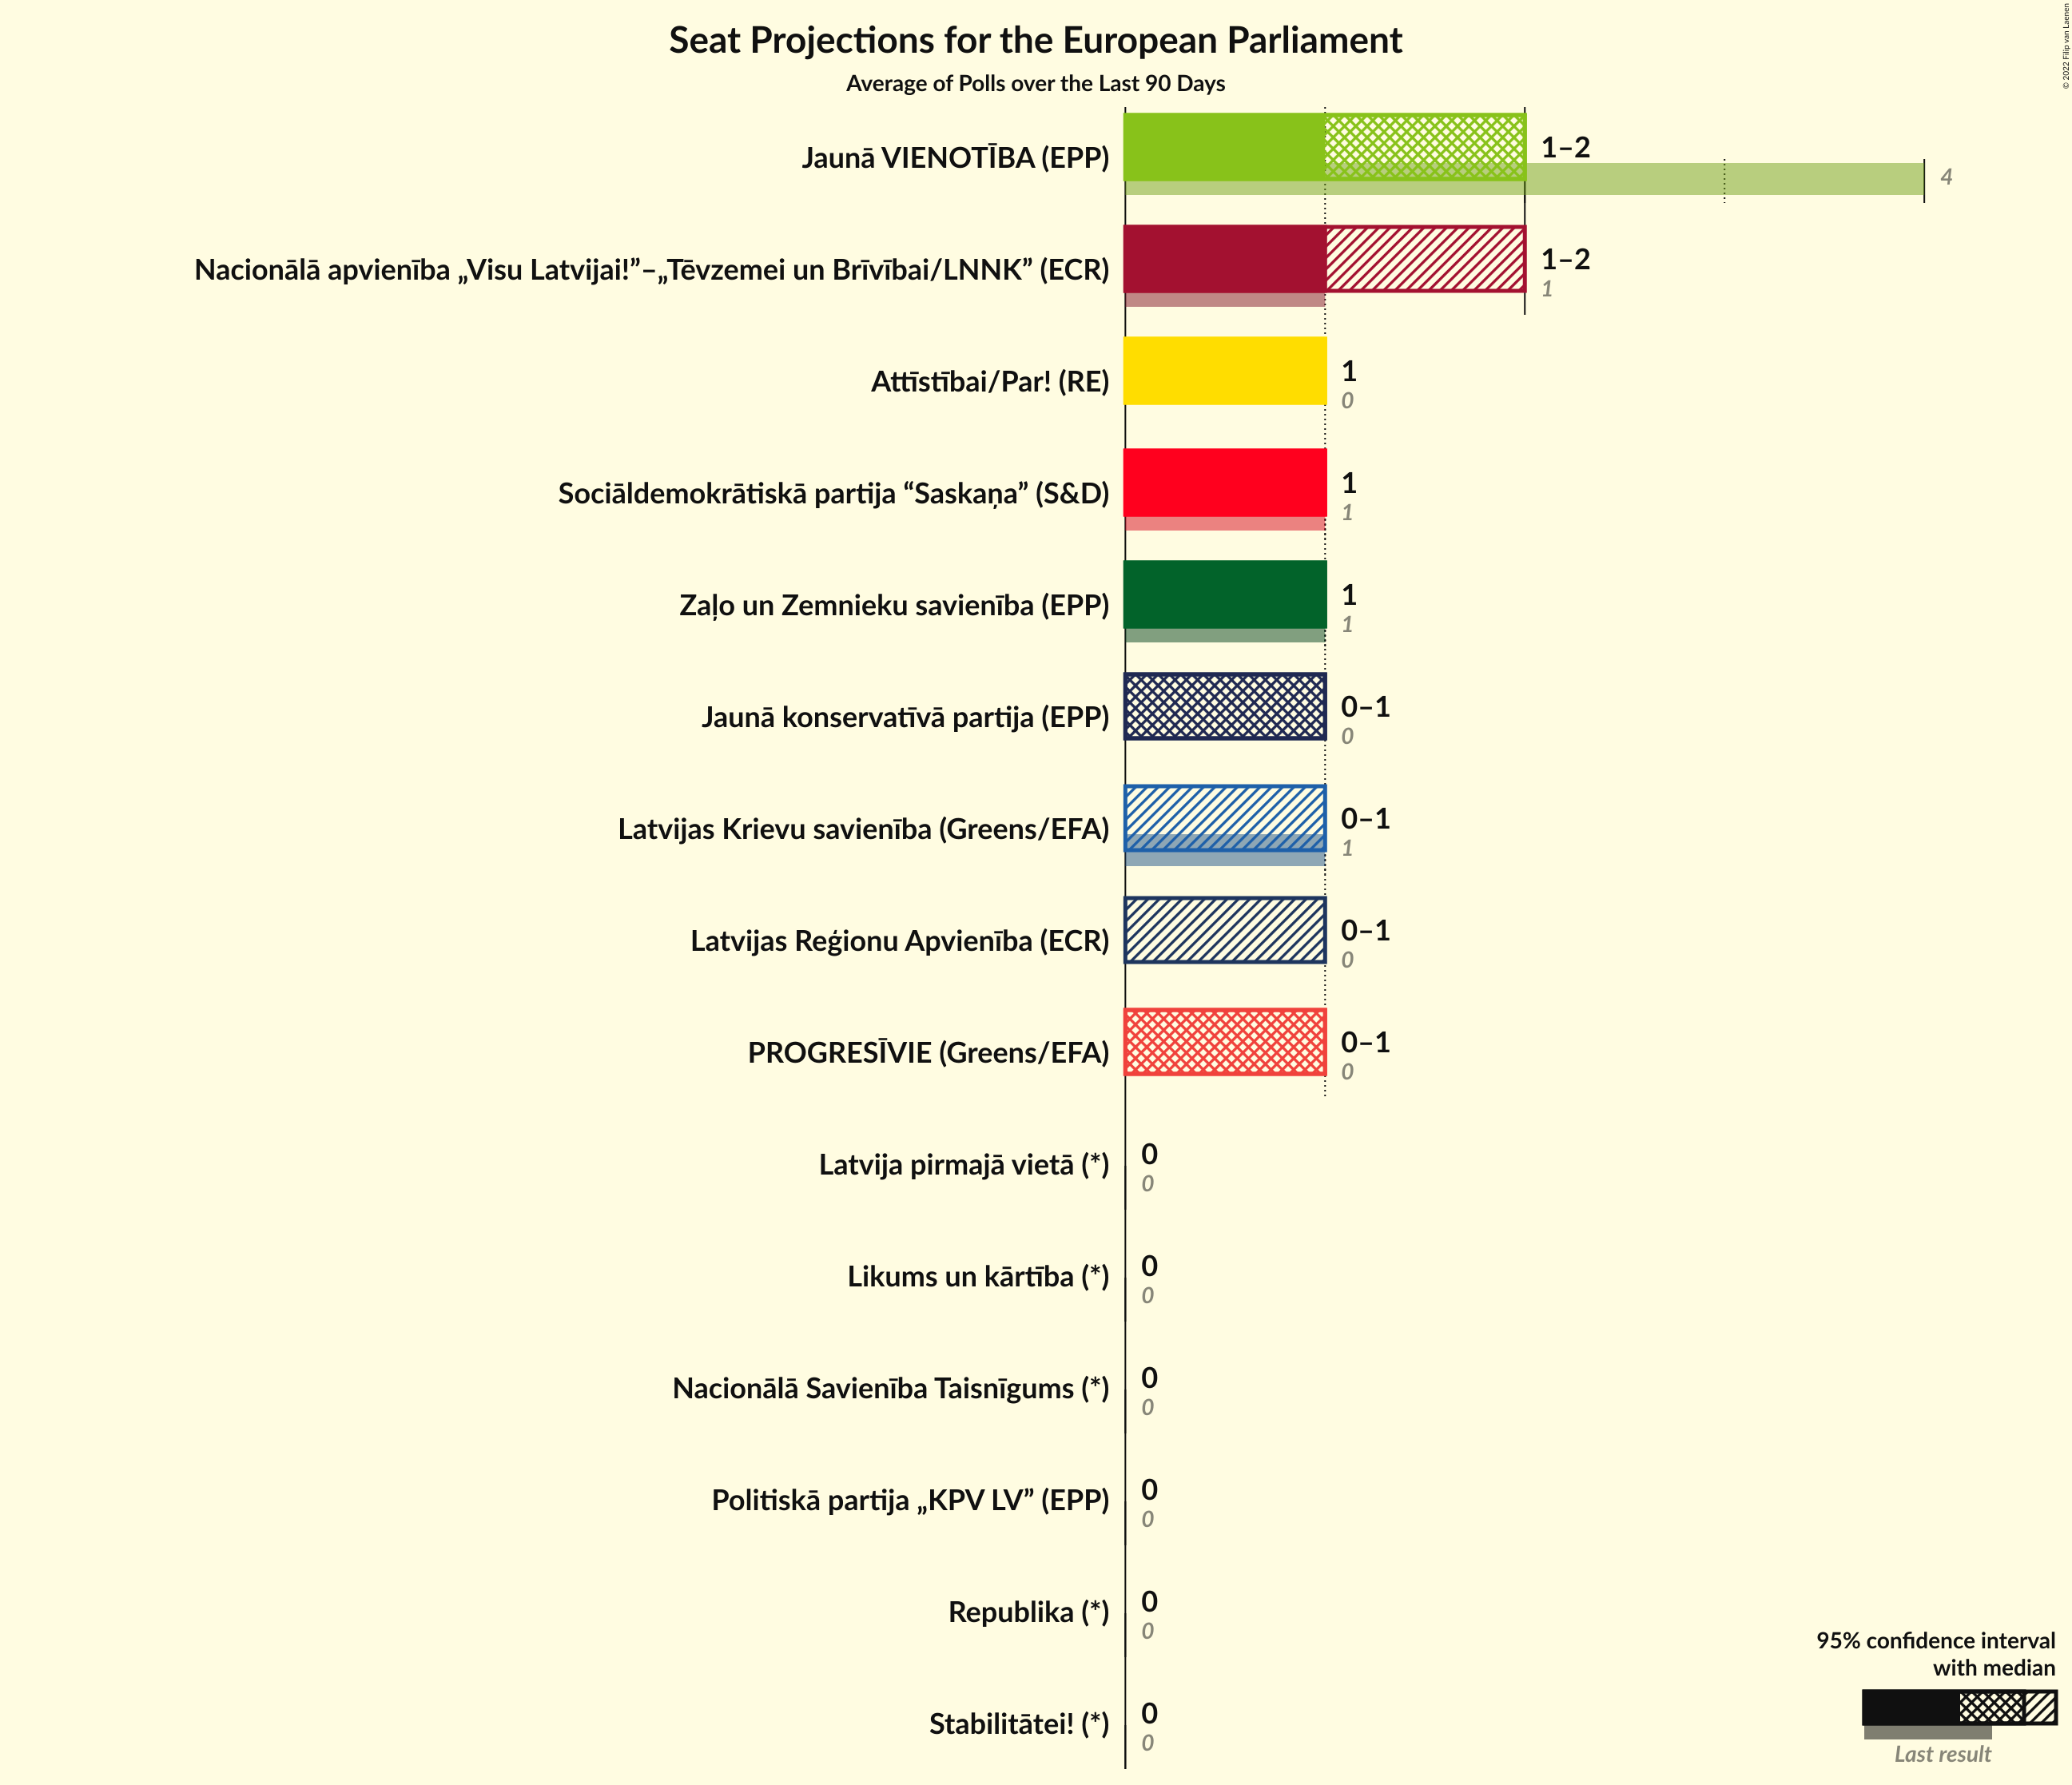 Seat Projections for the European Parliament
Average of Polls over the Last 90 Days
© 2022 Filip van Laenen
Jaunā VIENOTĪBA (EPP)
1–2
4
Nacionālā apvienība „Visu Latvijai!”–„Tēvzemei un Brīvībai/LNNK” (ECR)
1–2
1
Attīstībai/Par! (RE)
1
0
Sociāldemokrātiskā partija “Saskaņa” (S&D)
1
1
Zaļo un Zemnieku savienība (EPP)
1
1
Jaunā konservatīvā partija (EPP)
0–1
0
Latvijas Krievu savienība (Greens/EFA)
0–1
1
Latvijas Reģionu Apvienība (ECR)
0–1
0
PROGRESĪVIE (Greens/EFA)
0–1
0
Latvija pirmajā vietā (*)
0
0
Likums un kārtība (*)
0
0
Nacionālā Savienība Taisnīgums (*)
0
0
Politiskā partija „KPV LV” (EPP)
0
0
Republika (*)
0
0
Stabilitātei! (*)
0
0
95% confidence interval
with median
Last result